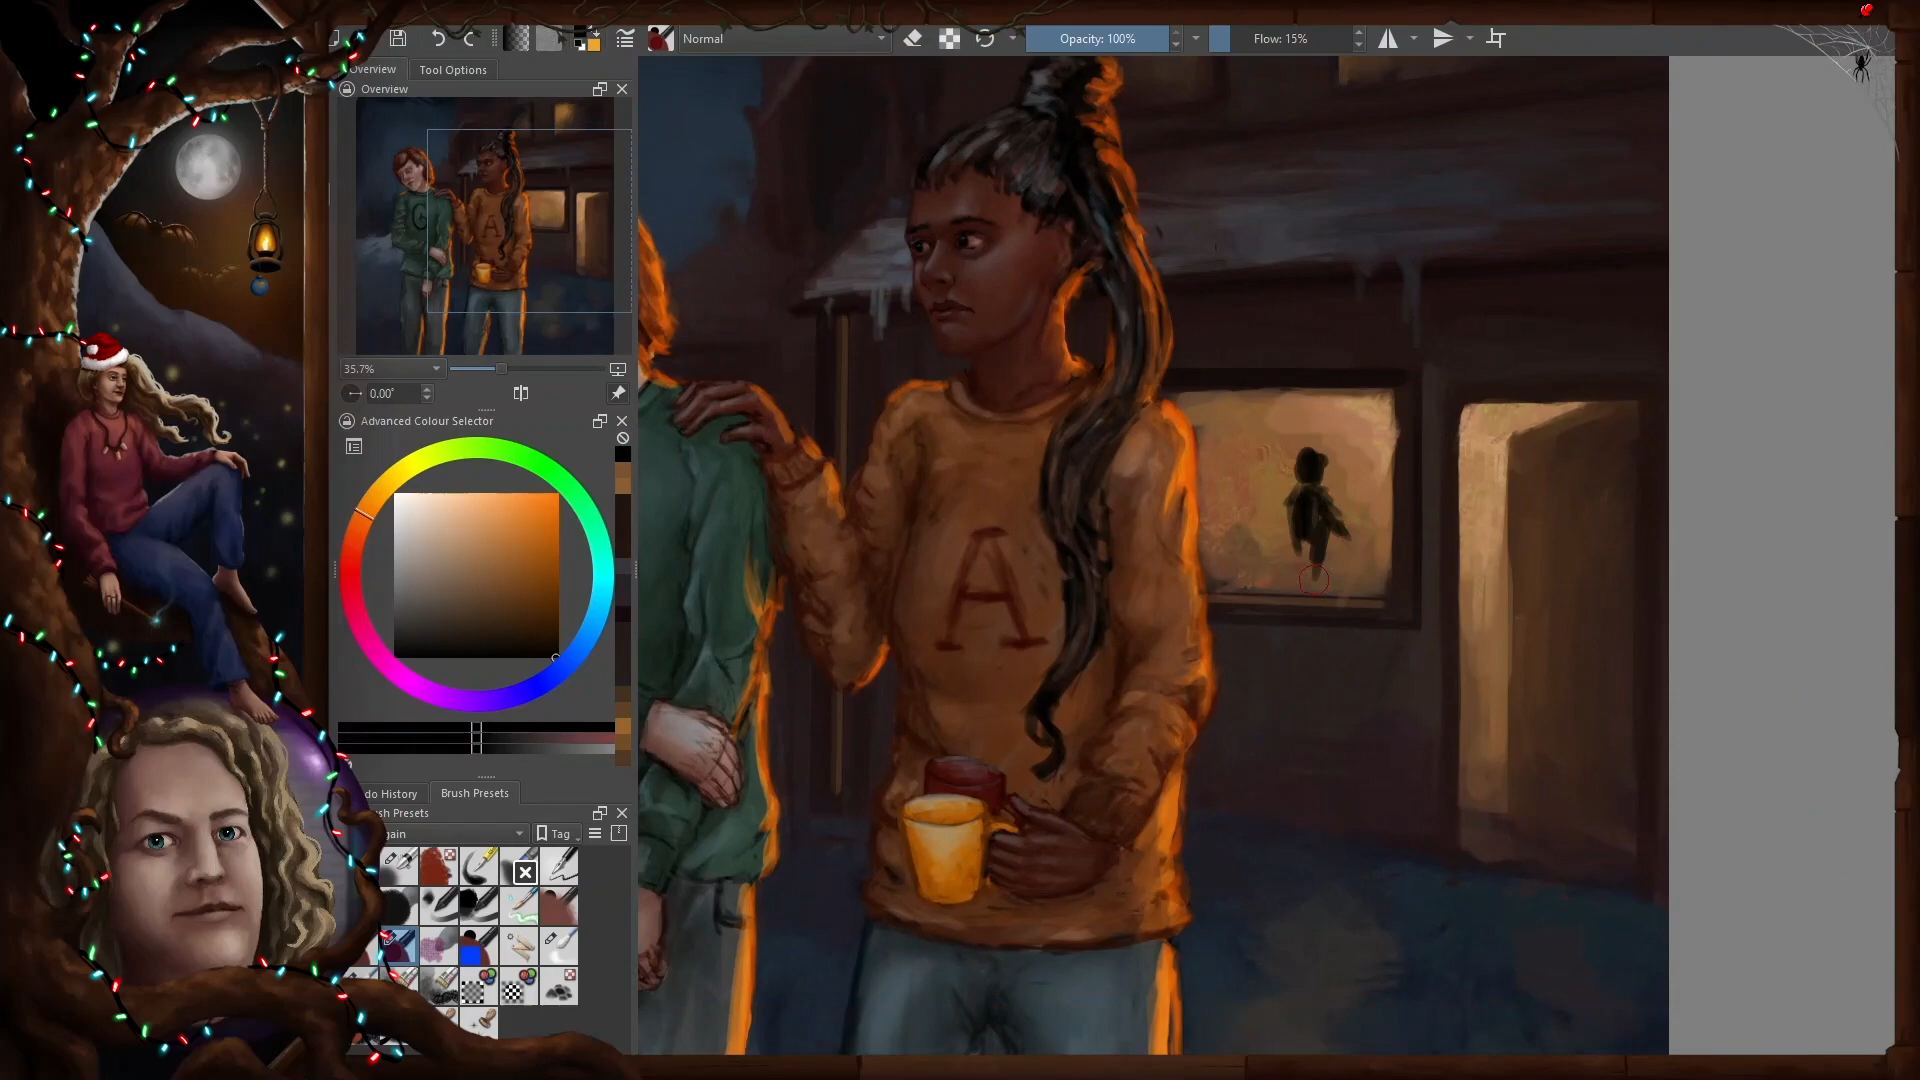 Normal
Opacity: 100%
Flow: 15%
Overview
Tool Options
Overview
G
A
35.7%
0.00°
Advanced Colour Selector
A
do History
Brush Presets
sh Presets
gain
Tag